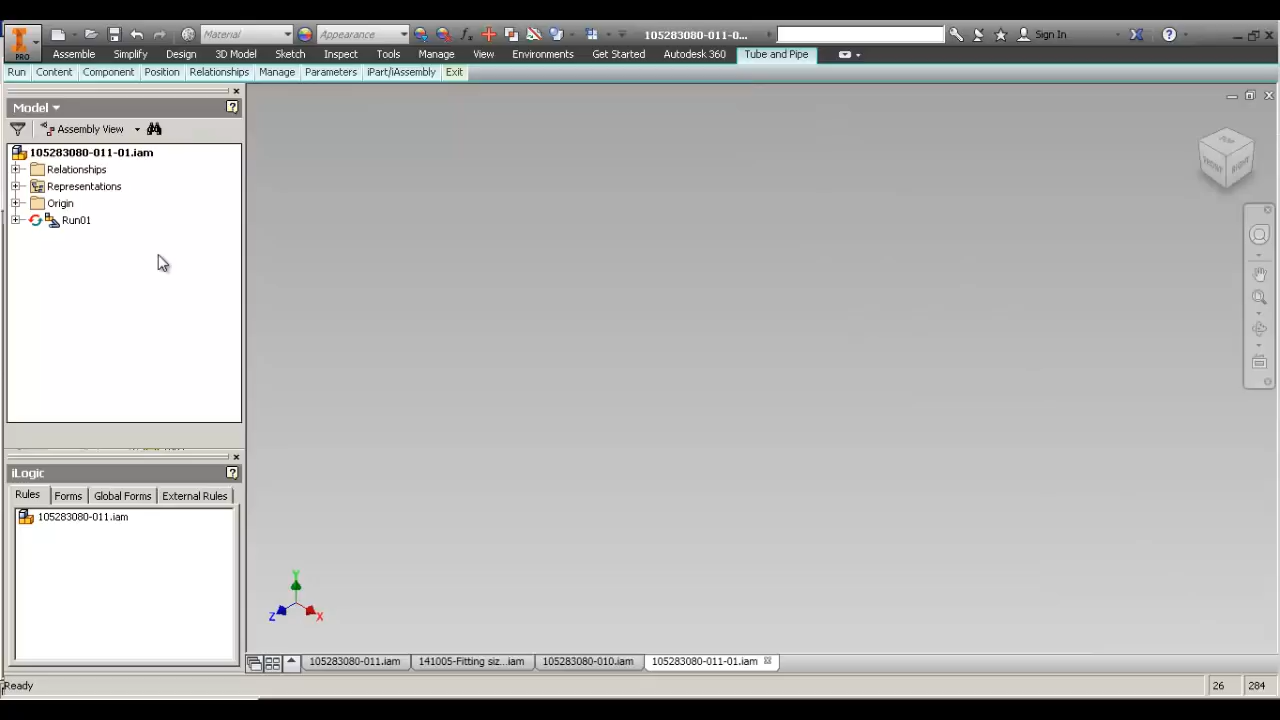 Material
Appearance
105283080-011-0...
Sign In
PRO
Assemble Simplify Design 3D Model Sketch Inspect Tools Manage View Environments Get Started Autodesk 360 Tube and Pipe
Run Content Component Position Relationships Manage Parameters iPart/iAssembly Exit
Model
Assembly View
105283080-011-01.iam
Relationships
Representations
Origin
Run01
FRONT RIGHT
iLogic
Rules Forms Global Forms External Rules
105283080-011.iam
Y
Z X
105283080-011.iam 141005-Fitting siz...iam 105283080-010.iam 105283080-011-01.iam
Ready 26 284